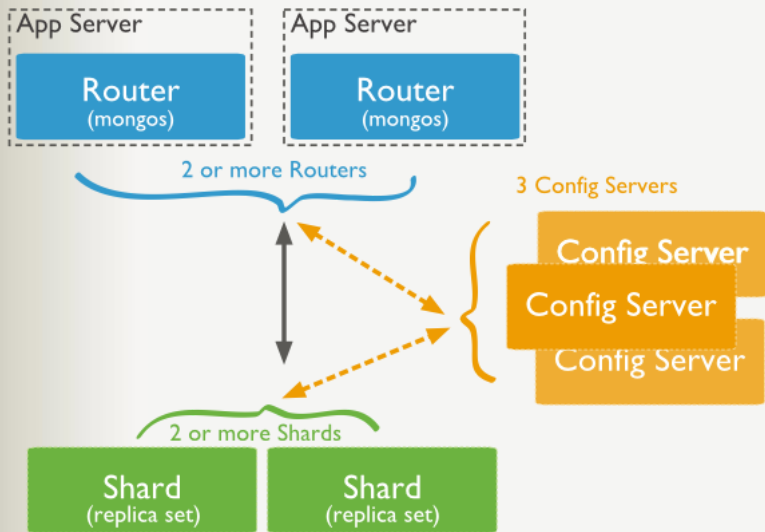 App Server
App Server
Router
(mongos)
Router
(mongos)
2 or more Routers
3 Config Servers
Config Server
Config Server
Config Server
2 or more Shards
Shard
(replica set)
Shard
(replica set)